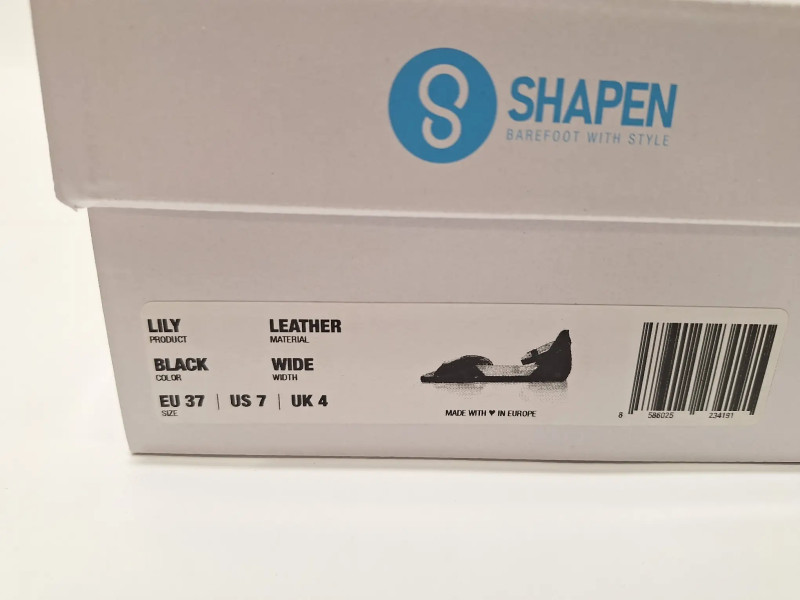 SHAPEN
BAREFOOT WITH STYLE
LILY
PRODUCT
LEATHER
MATERIAL
BLACK
COLOR
WIDE
WIDTH
EU 37 | US 7 | UK 4
SIZE
MADE WITH ♥ IN EUROPE
8 586025 234191